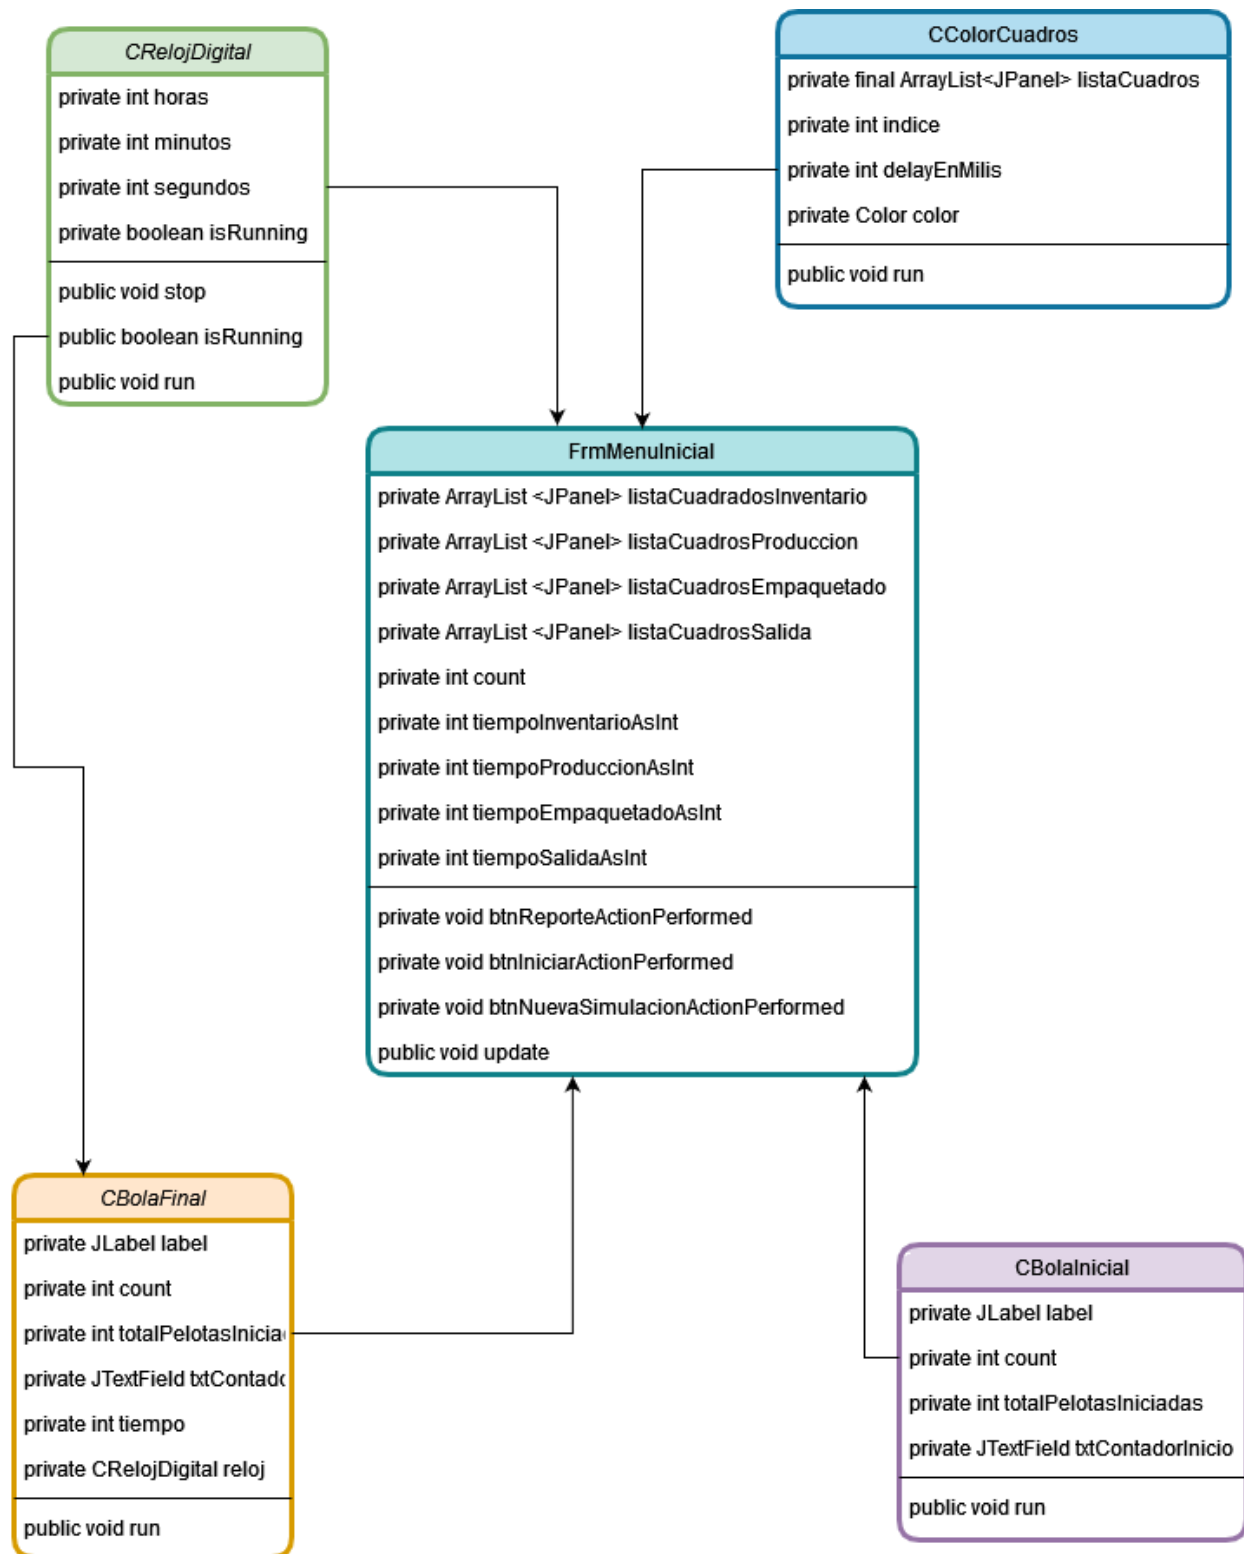 CRelojDigital
private int horas
private int minutos
private int segundos
private boolean isRunning
public void stop
public boolean isRunning
public void run
CColorCuadros
private final ArrayList<JPanel> listaCuadros
private int indice
private int delayEnMilis
private Color color
public void run
FrmMenuInicial
private ArrayList <JPanel> listaCuadradosInventario
private ArrayList <JPanel> listaCuadrosProduccion
private ArrayList <JPanel> listaCuadrosEmpaquetado
private ArrayList <JPanel> listaCuadrosSalida
private int count
private int tiempoInventarioAsInt
private int tiempoProduccionAsInt
private int tiempoEmpaquetadoAsInt
private int tiempoSalidaAsInt
private void btnReporteActionPerformed
private void btnIniciarActionPerformed
private void btnNuevaSimulacionActionPerformed
public void update
CBolaFinal
private JLabel label
private int count
private int totalPelotasInicia
private JTextField txtContado
private int tiempo
private CRelojDigital reloj
public void run
CBolaInicial
private JLabel label
private int count
private int totalPelotasIniciadas
private JTextField txtContadorInicio
public void run